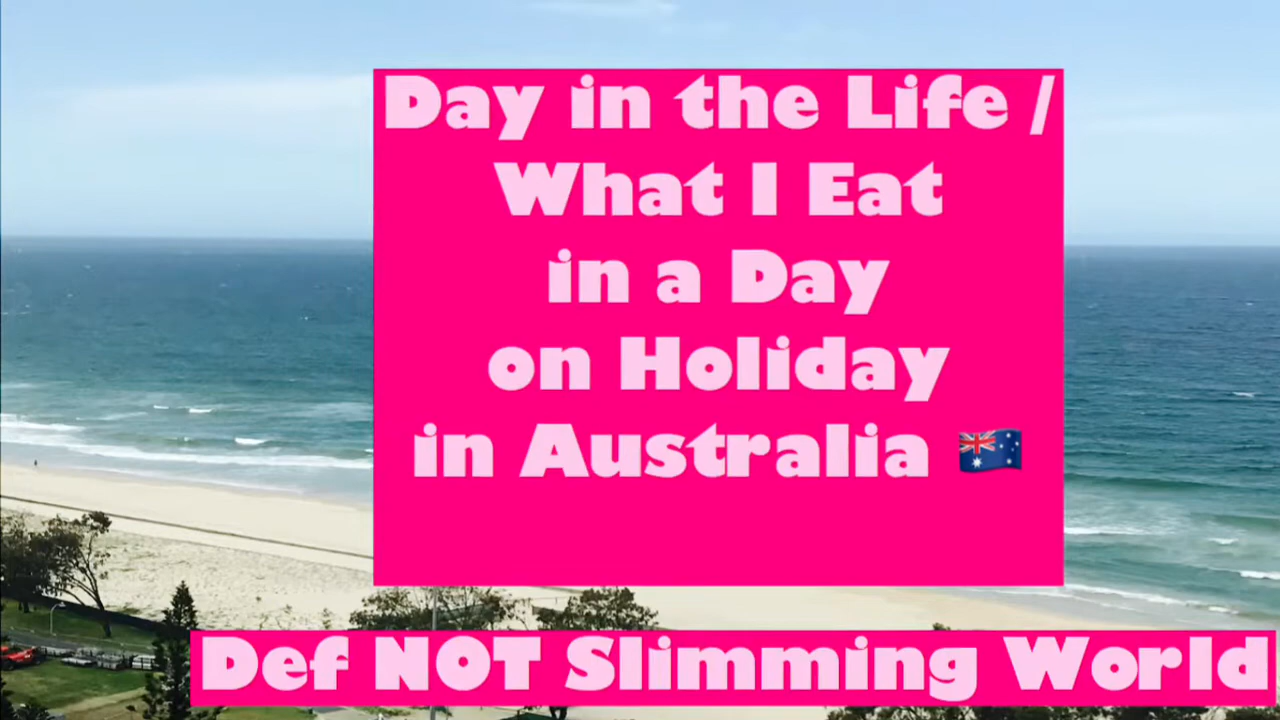 Day in the Life /
What I Eat
in a Day
on Holiday
in Australia 🇦🇺
Def NOT Slimming World